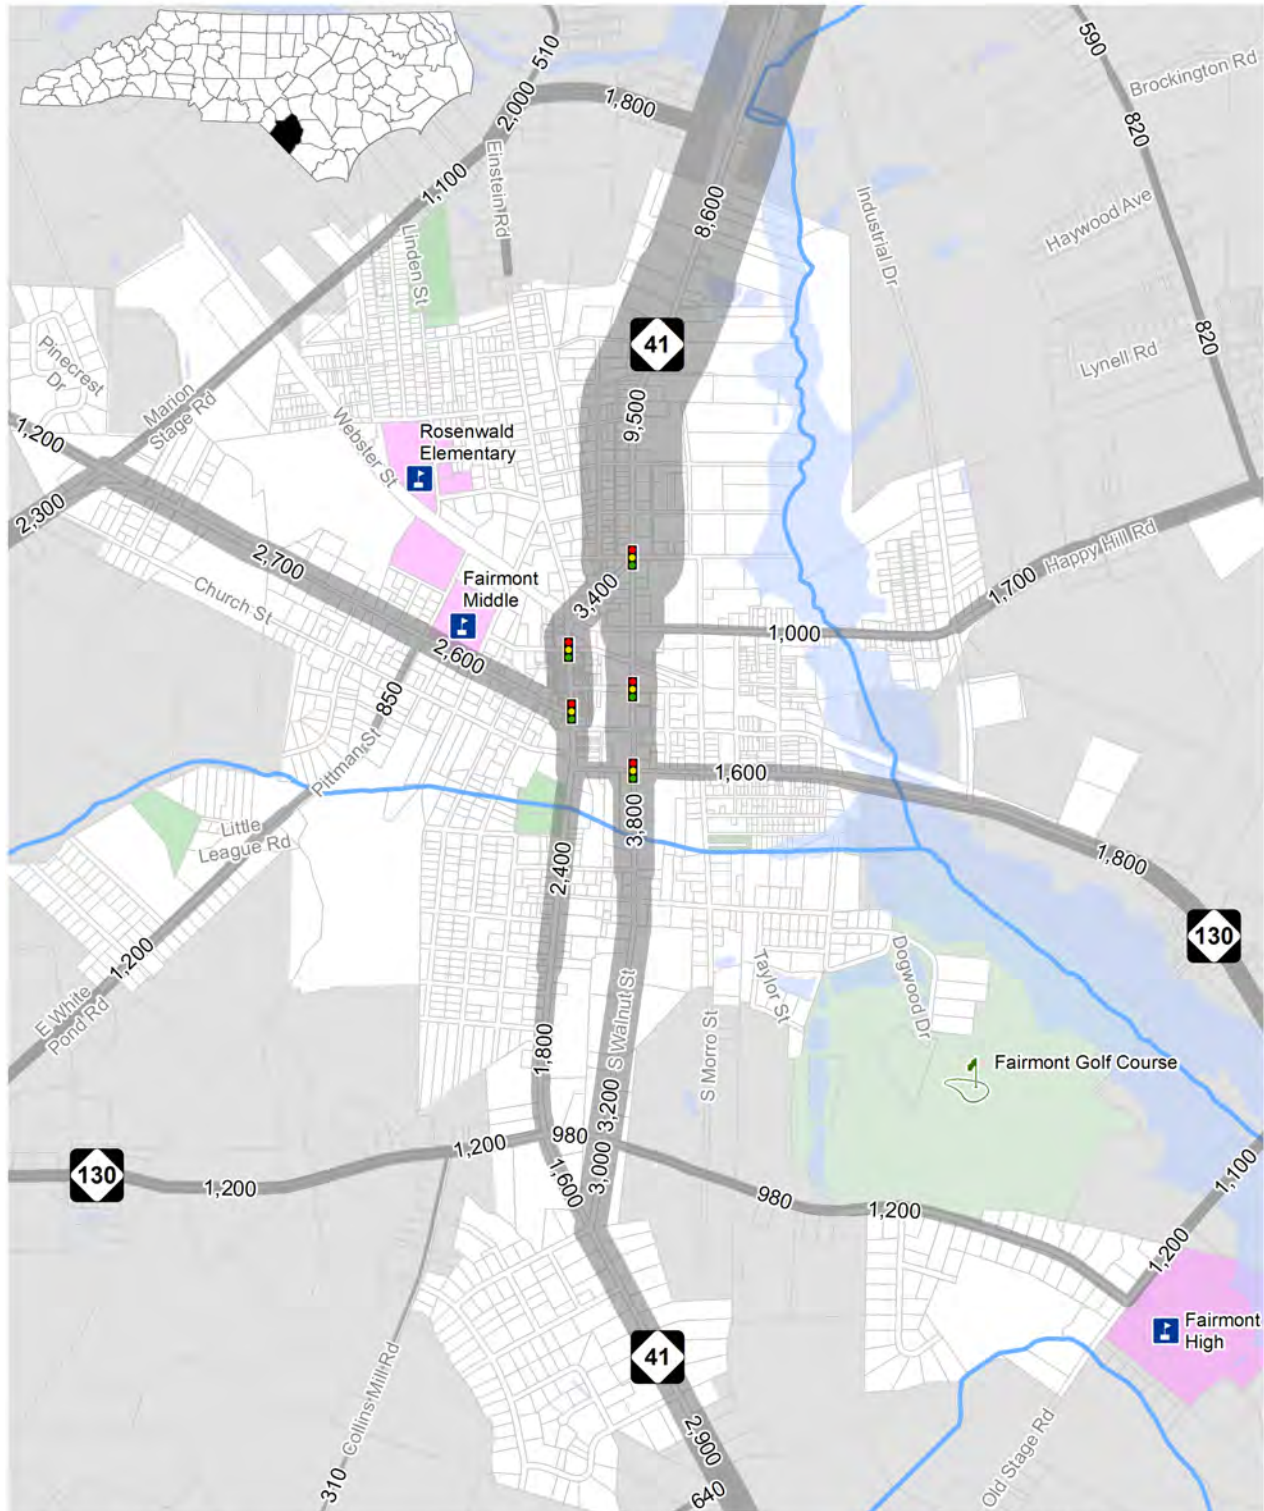 510
590
Brockington Rd
2,000
1,800
820
Einstein Rd
1,100
8,600
Haywood Ave
Industrial Dr
Linden St
820
Lynell Rd
41
Pinecrest
Dr
Marion
Stage Rd
9,500
1,200
Webster St
Rosenwald
Elementary
2,300
2,700
Happy Hill Rd
1,700
Church St
Fairmont
Middle
3,400
1,000
2,600
850
Pittman St
1,600
3,800
Little
League Rd
2,400
1,800
130
1,200
E White
Pond Rd
Taylor St
Dogwood Dr
S Walnut St
S Morro St
1,800
Fairmont Golf Course
3,200
980
1,200
3,000
130
1,200
1,600
980
1,200
1,100
1,200
Fairmont
High
41
Collins Mill Rd
310
2,900
640
Old Stage Rd